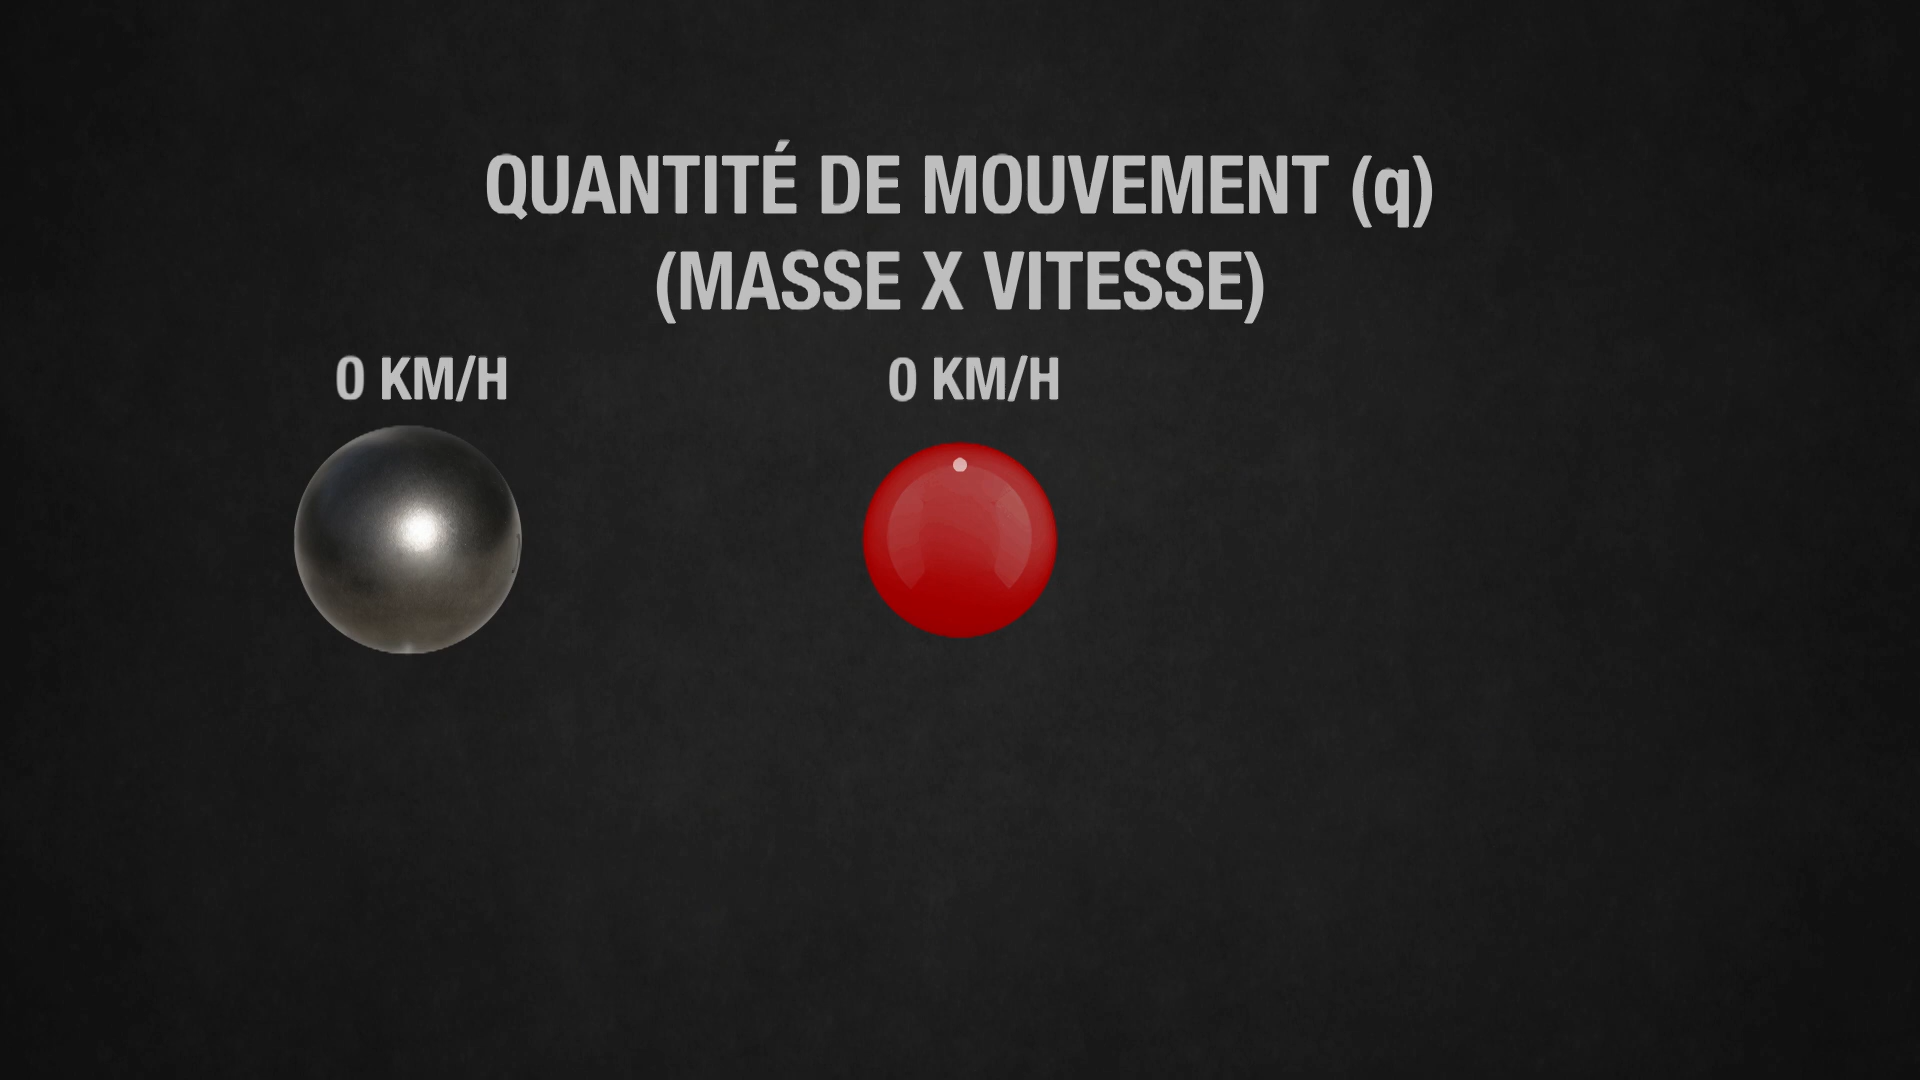 QUANTITÉ DE MOUVEMENT (q)
(MASSE X VITESSE)
0 KM/H
0 KM/H